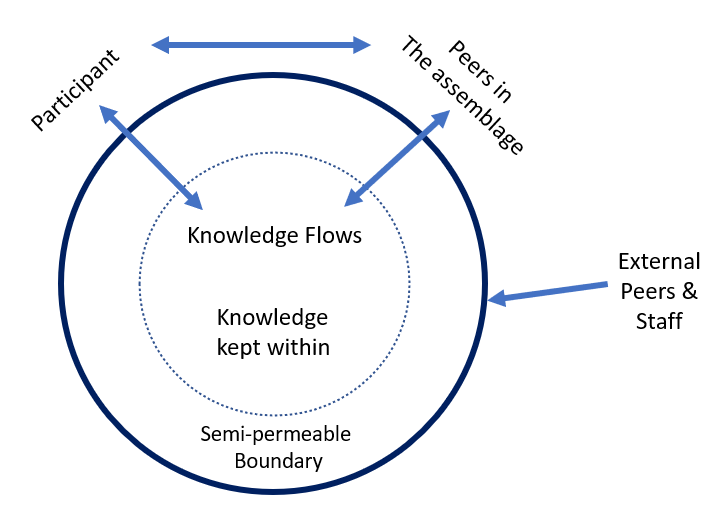 Participant
Peers in
The assemblage
Knowledge Flows
Knowledge
kept within
External
Peers &
Staff
Semi-permeable
Boundary